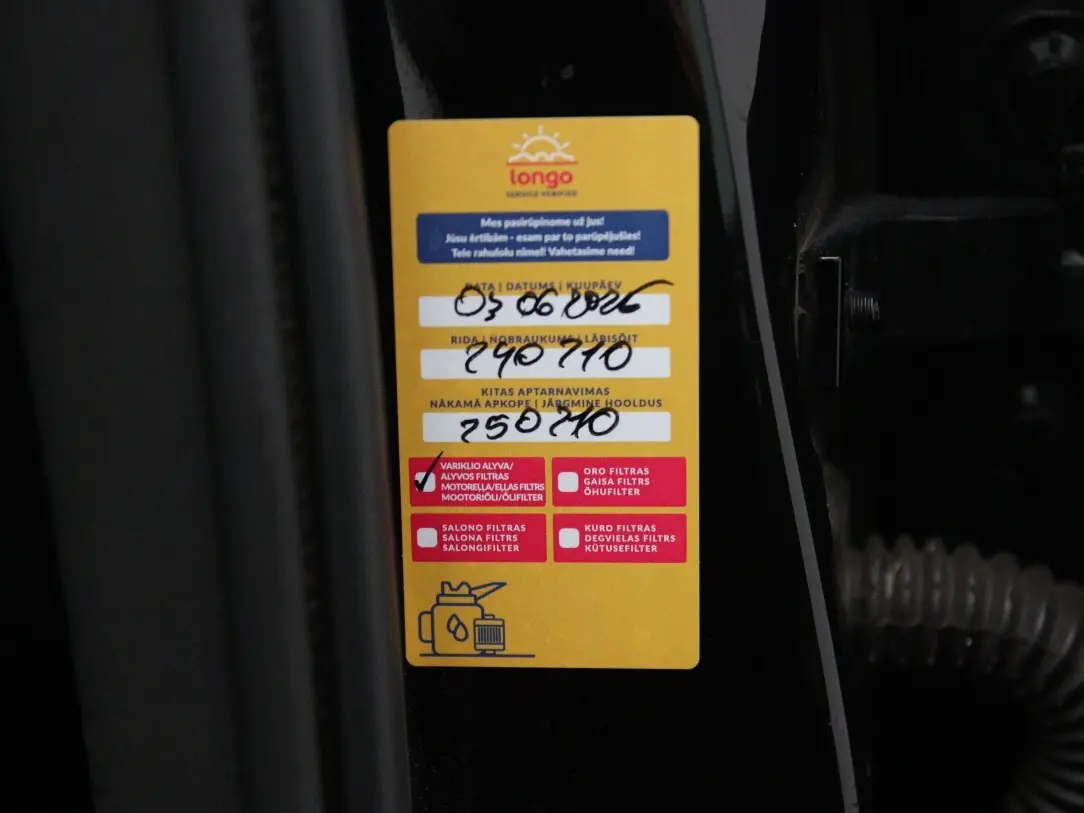 longo
SERVICE VERIFIED
Mes pasirūpinome už jus!
Jūsu ērtībām - esam par to parūpējušies!
Teie rahulolu nimel! Vahetasime need!
DATA | DATUMS | KUUPÄEV
03 06 2026
RIDA | NOBRAUKUMS | LÄBISÕIT
240 710
KITAS APTARNAVIMAS
NĀKAMĀ APKOPE | JÄRGMINE HOOLDUS
250 710
VARIKLIO ALYVA/
ALYVOS FILTRAS
MOTOREĻĻA/EĻĻAS FILTRS
MOOTORIÕLI/ÕLIFILTER
ORO FILTRAS
GAISA FILTRS
ÕHUFILTER
SALONO FILTRAS
SALONA FILTRS
SALONGIFILTER
KURO FILTRAS
DEGVIELAS FILTRS
KÜTUSEFILTER